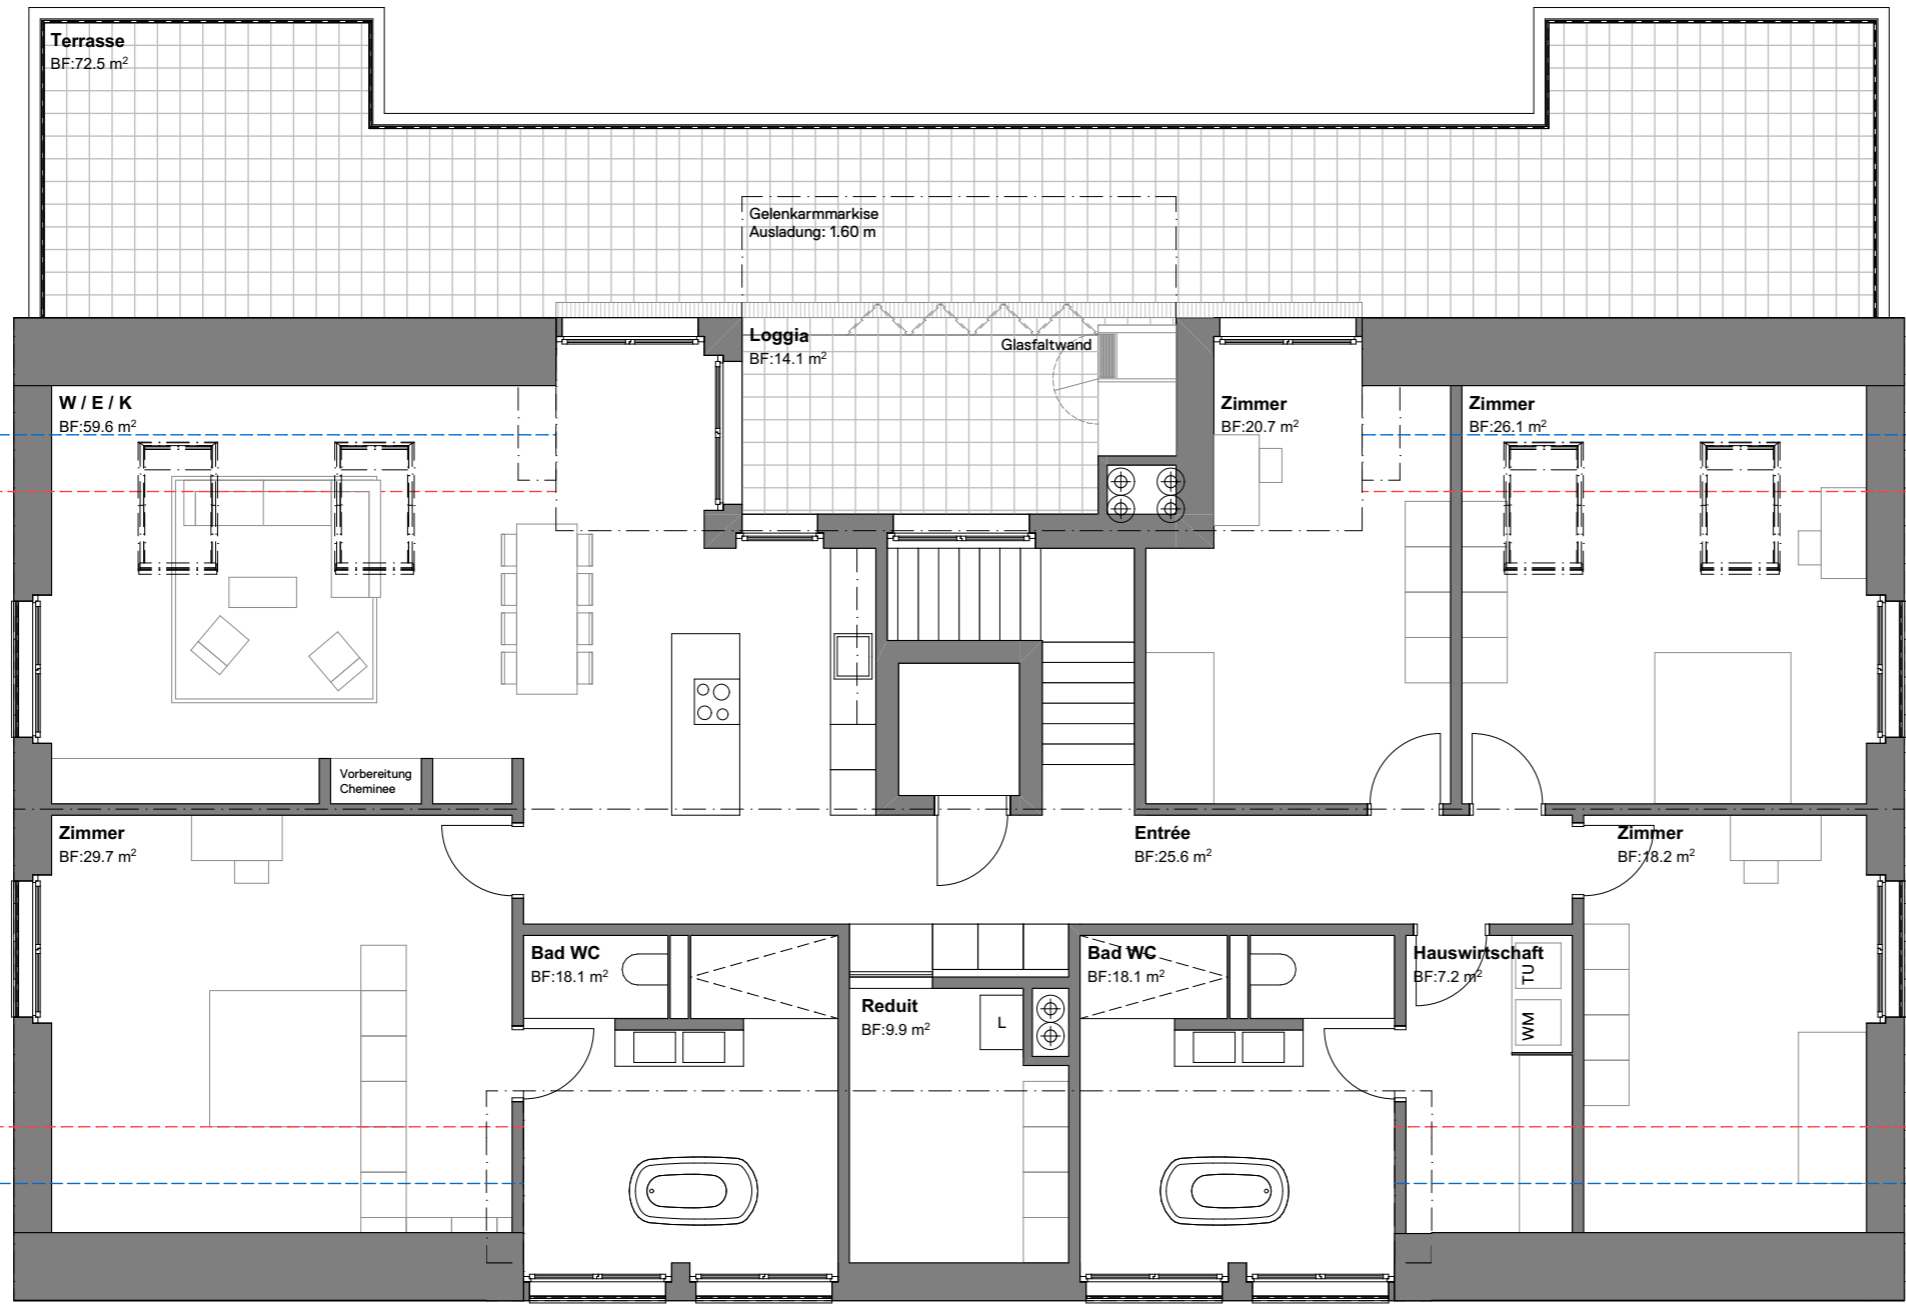 Terrasse
BF:72.5 m²
Gelenkarmmarkise
Ausladung: 1.60 m
Loggia
BF:14.1 m²
Glasfaltwand
W / E / K
BF:59.6 m²
Zimmer
BF:20.7 m²
Zimmer
BF:26.1 m²
Vorbereitung
Cheminee
Zimmer
BF:29.7 m²
Entrée
BF:25.6 m²
Zimmer
BF:18.2 m²
Bad WC
BF:18.1 m²
Reduit
BF:9.9 m²
L
Bad WC
BF:18.1 m²
Hauswirtschaft
BF:7.2 m²
TU
WM